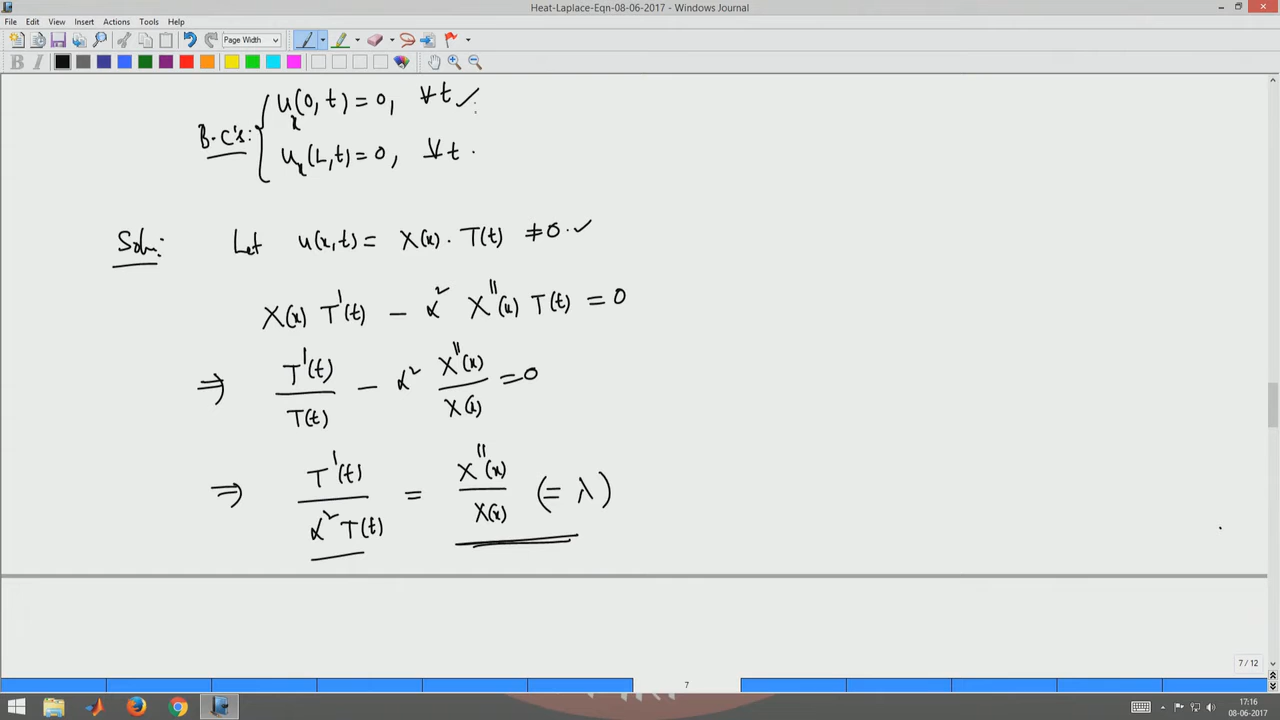 Heat-Laplace-Eqn-08-06-2017 - Windows Journal
File Edit View Insert Actions Tools Help
Page Width
B I
B.C's: { u_x(0, t) = 0, ∀t ✓
u_x(L, t) = 0, ∀t.
Soln: Let u(x,t) = X(x) · T(t) ≠ 0. ✓
X(x) T'(t) - α² X''(x) T(t) = 0
⇒ T'(t)/T(t) - α² X''(x)/X(x) = 0
⇒ T'(t)/α² T(t) = X''(x)/X(x) (= λ)
7 / 12
7
17:16
08-06-2017